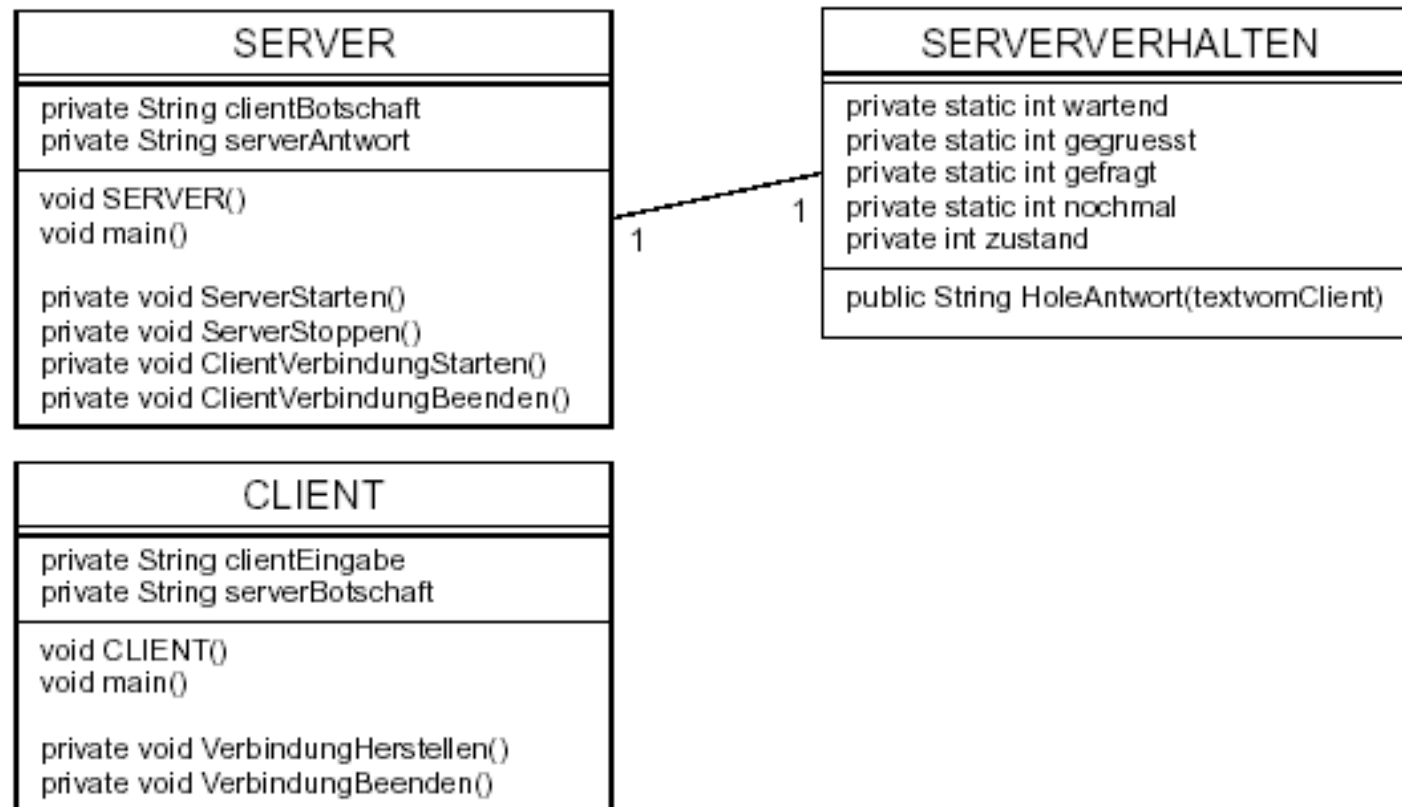 SERVER
private String clientBotschaft
private String serverAntwort
void SERVER()
void main()
private void ServerStarten()
private void ServerStoppen()
private void ClientVerbindungStarten()
private void ClientVerbindungBeenden()
1
1
SERVERVERHALTEN
private static int wartend
private static int gegruesst
private static int gefragt
private static int nochmal
private int zustand
public String HoleAntwort(textvomClient)
CLIENT
private String clientEingabe
private String serverBotschaft
void CLIENT()
void main()
private void VerbindungHerstellen()
private void VerbindungBeenden()